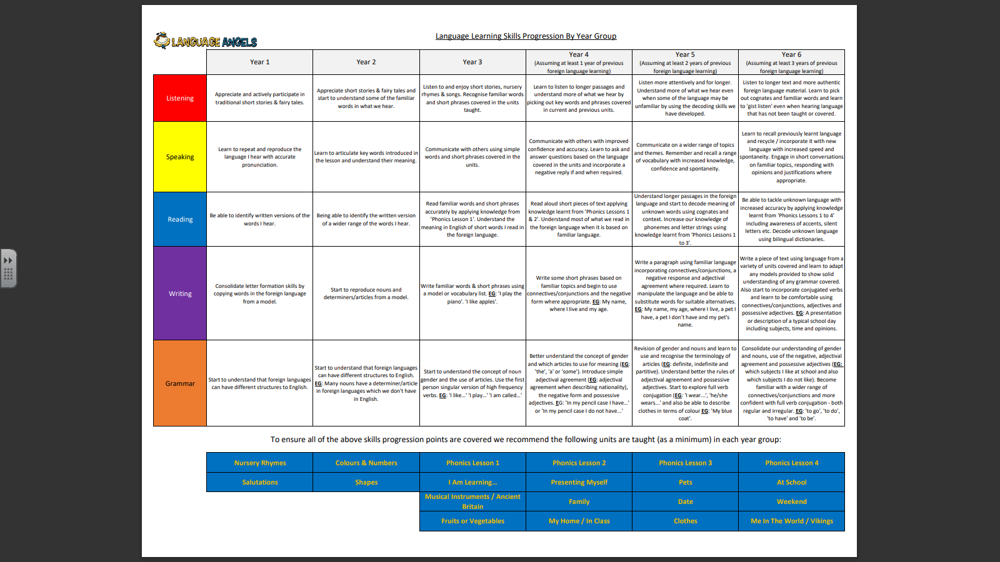 LANGUAGE ANGELS
Language Learning Skills Progression By Year Group
Year 1
Year 2
Year 3
Year 4
(Assuming at least 1 year of previous
foreign language learning)
Year 5
(Assuming at least 2 years of previous
foreign language learning)
Year 6
(Assuming at least 3 years of previous
foreign language learning)
Listening
Appreciate and actively participate in
traditional short stories & fairy tales.
Appreciate short stories & fairy tales and
start to understand some of the familiar
words in what we hear.
Listen to and enjoy short stories, nursery
rhymes & songs. Recognise familiar words
and short phrases covered in the units
taught.
Learn to listen to longer passages and
understand more of what we hear by
picking out key words and phrases covered
in current and previous units.
Listen more attentively and for longer.
Understand more of what we hear even
when some of the language may be
unfamiliar by using the decoding skills we
have developed.
Listen to longer text and more authentic
foreign language material. Learn to pick
out cognates and familiar words and learn
to 'gist listen' even when hearing language
that has not been taught or covered.
Speaking
Learn to repeat and reproduce the
language I hear with accurate
pronunciation.
Learn to articulate key words introduced in
the lesson and understand their meaning.
Communicate with others using simple
words and short phrases covered in the
units.
Communicate with others with improved
confidence and accuracy. Learn to ask and
answer questions based on the language
covered in the units and incorporate a
negative reply if and when required.
Communicate on a wider range of topics
and themes. Remember and recall a range
of vocabulary with increased knowledge,
confidence and spontaneity.
Learn to recall previously learnt language
and recycle / incorporate it with new
language with increased speed and
spontaneity. Engage in short conversations
on familiar topics, responding with
opinions and justifications where
appropriate.
Reading
Be able to identify written versions of the
words I hear.
Being able to identify the written version
of a wider range of the words I hear.
Read familiar words and short phrases
accurately by applying knowledge from
'Phonics Lesson 1'. Understand the
meaning in English of short words I read in
the foreign language.
Read aloud short pieces of text applying
knowledge learnt from 'Phonics Lessons 1
& 2'. Understand most of what we read in
the foreign language when it is based on
familiar language.
Understand longer passages in the foreign
language and start to decode meaning of
unknown words using cognates and
context. Increase our knowledge of
phonemes and letter strings using
knowledge learnt from 'Phonics Lessons 1
to 3'.
Be able to tackle unknown language with
increased accuracy by applying knowledge
learnt from 'Phonics Lessons 1 to 4'
including awareness of accents, silent
letters etc. Decode unknown language
using bilingual dictionaries.
Writing
Consolidate letter formation skills by
copying words in the foreign language
from a model.
Start to reproduce nouns and
determiners/articles from a model.
Write familiar words & short phrases using
a model or vocabulary list. EG: 'I play the
piano'. 'I like apples'.
Write some short phrases based on
familiar topics and begin to use
connectives/conjunctions and the negative
form where appropriate. EG: My name,
where I live and my age.
Write a paragraph using familiar language
incorporating connectives/conjunctions, a
negative response and adjectival
agreement where required. Learn to
manipulate the language and be able to
substitute words for suitable alternatives.
EG: My name, my age, where I live, a pet I
have, a pet I don't have and my pet's
name.
Write a piece of text using language from a
variety of units covered and learn to adapt
any models provided to show solid
understanding of any grammar covered.
Also start to incorporate conjugated verbs
and learn to be comfortable using
connectives/conjunctions, adjectives and
possessive adjectives. EG: A presentation
or description of a typical school day
including subjects, time and opinions.
Grammar
Start to understand that foreign languages
can have different structures to English.
Start to understand that foreign languages
can have different structures to English.
EG: Many nouns have a determiner/article
in foreign languages which we don't have
in English.
Start to understand the concept of noun
gender and the use of articles. Use the first
person singular version of high frequency
verbs. EG: 'I like...' 'I play...' 'I am called...'
Better understand the concept of gender
and which articles to use for meaning (EG:
'the', 'a' or 'some'). Introduce simple
adjectival agreement (EG: adjectival
agreement when describing nationality),
the negative form and possessive
adjectives. EG: 'In my pencil case I have...'
or 'In my pencil case I do not have...'
Revision of gender and nouns and learn to
use and recognise the terminology of
articles (EG: definite, indefinite and
partitive). Understand better the rules of
adjectival agreement and possessive
adjectives. Start to explore full verb
conjugation (EG: 'I wear...', 'he/she
wears...' and also be able to describe
clothes in terms of colour EG: 'My blue
coat'.
Consolidate our understanding of gender
and nouns, use of the negative, adjectival
agreement and possessive adjectives (EG:
which subjects I like at school and also
which subjects I do not like). Become
familiar with a wider range of
connectives/conjunctions and more
confident with full verb conjugation - both
regular and irregular. EG: 'to go', 'to do',
'to have' and 'to be'.
To ensure all of the above skills progression points are covered we recommend the following units are taught (as a minimum) in each year group:
Nursery Rhymes
Colours & Numbers
Phonics Lesson 1
Phonics Lesson 2
Phonics Lesson 3
Phonics Lesson 4
Salutations
Shapes
I Am Learning...
Presenting Myself
Pets
At School
Musical Instruments / Ancient
Britain
Family
Date
Weekend
Fruits or Vegetables
My Home / In Class
Clothes
Me In The World / Vikings